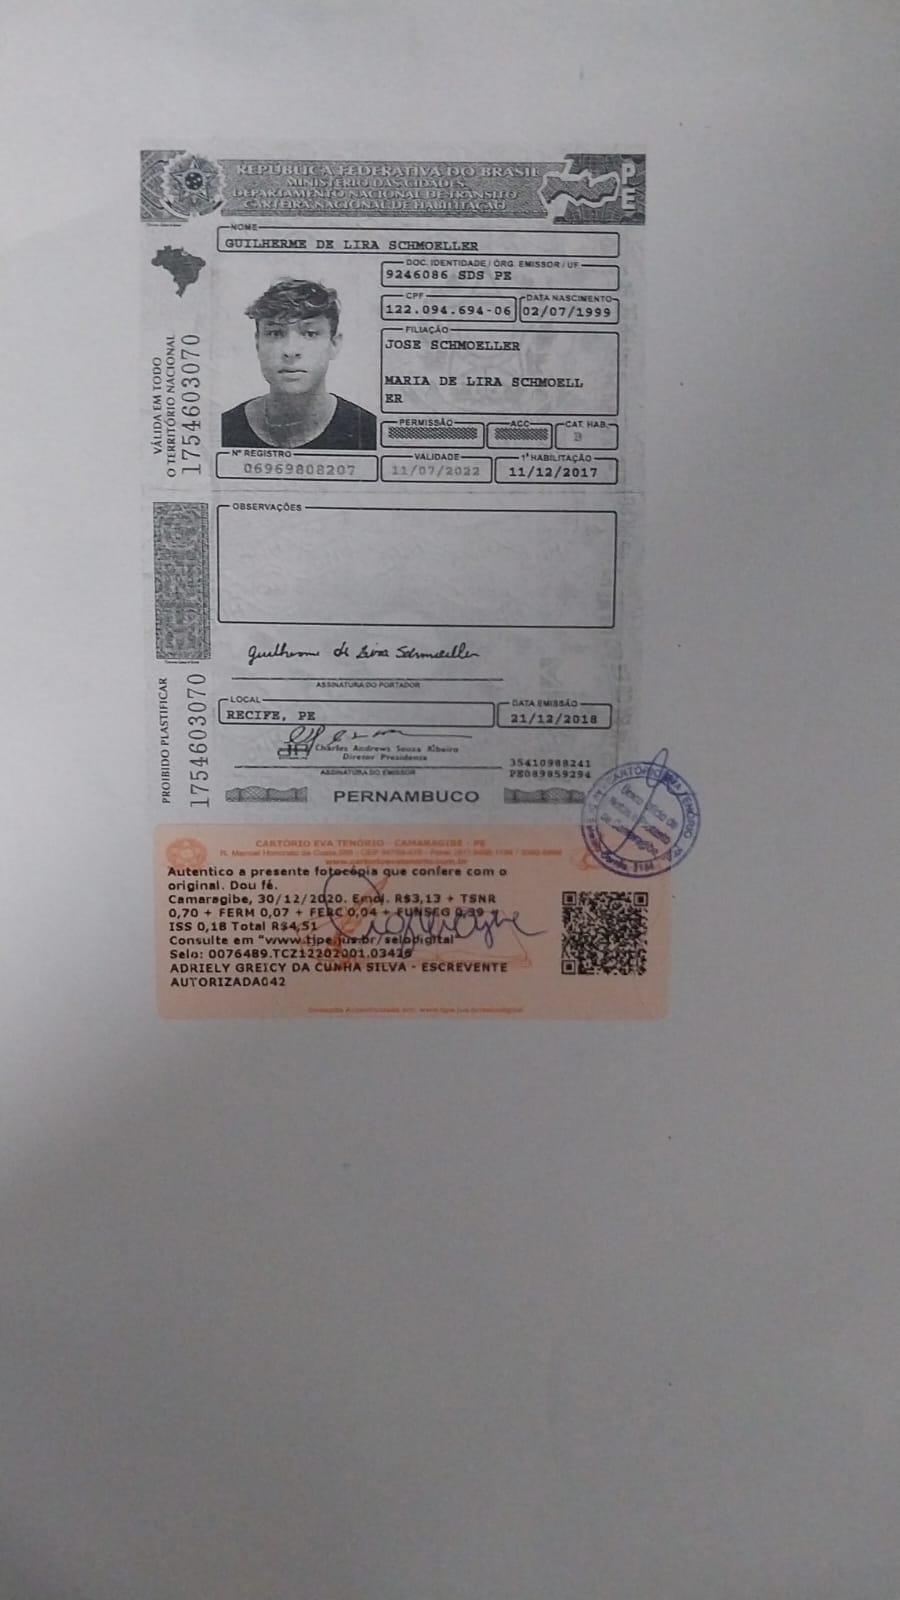 REPÚBLICA FEDERATIVA DO BRASIL
MINISTÉRIO DAS CIDADES
DEPARTAMENTO NACIONAL DE TRÂNSITO
CARTEIRA NACIONAL DE HABILITAÇÃO
PE
NOME
GUILHERME DE LIRA SCHMOELLER
DOC. IDENTIDADE / ÓRG. EMISSOR / UF
9246086 SDS PE
CPF
122.094.694-06
DATA NASCIMENTO
02/07/1999
FILIAÇÃO
JOSE SCHMOELLER
MARIA DE LIRA SCHMOELL
ER
PERMISSÃO
ACC
CAT. HAB.
B
Nº REGISTRO
06969808207
VALIDADE
11/07/2022
1ª HABILITAÇÃO
11/12/2017
VÁLIDA EM TODO
O TERRITÓRIO NACIONAL
1754603070
OBSERVAÇÕES
Guilherme de Lira Schmoeller
ASSINATURA DO PORTADOR
LOCAL
RECIFE, PE
DATA EMISSÃO
21/12/2018
Charles Andrews Souza Ribeiro
Diretor Presidente
ASSINATURA DO EMISSOR
35410988241
PE089859294
PROIBIDO PLASTIFICAR
1754603070
PERNAMBUCO
CARTÓRIO EVA TENÓRIO - CAMARAGIBE - PE
www.cartorioevatenorio.com.br
Autentico a presente fotocópia que confere com o
original. Dou fé.
Camaragibe, 30/12/2020. Emol. R$3,13 + TSNR
0,70 + FERM 0,07 + FERC 0,04 + FUNSEG 0,39
ISS 0,18 Total R$4,51
Consulte em "www.tjpe.jus.br/selodigital"
Selo: 0076489.TCZ12202001.03426
ADRIELY GREICY DA CUNHA SILVA - ESCREVENTE
AUTORIZADA042